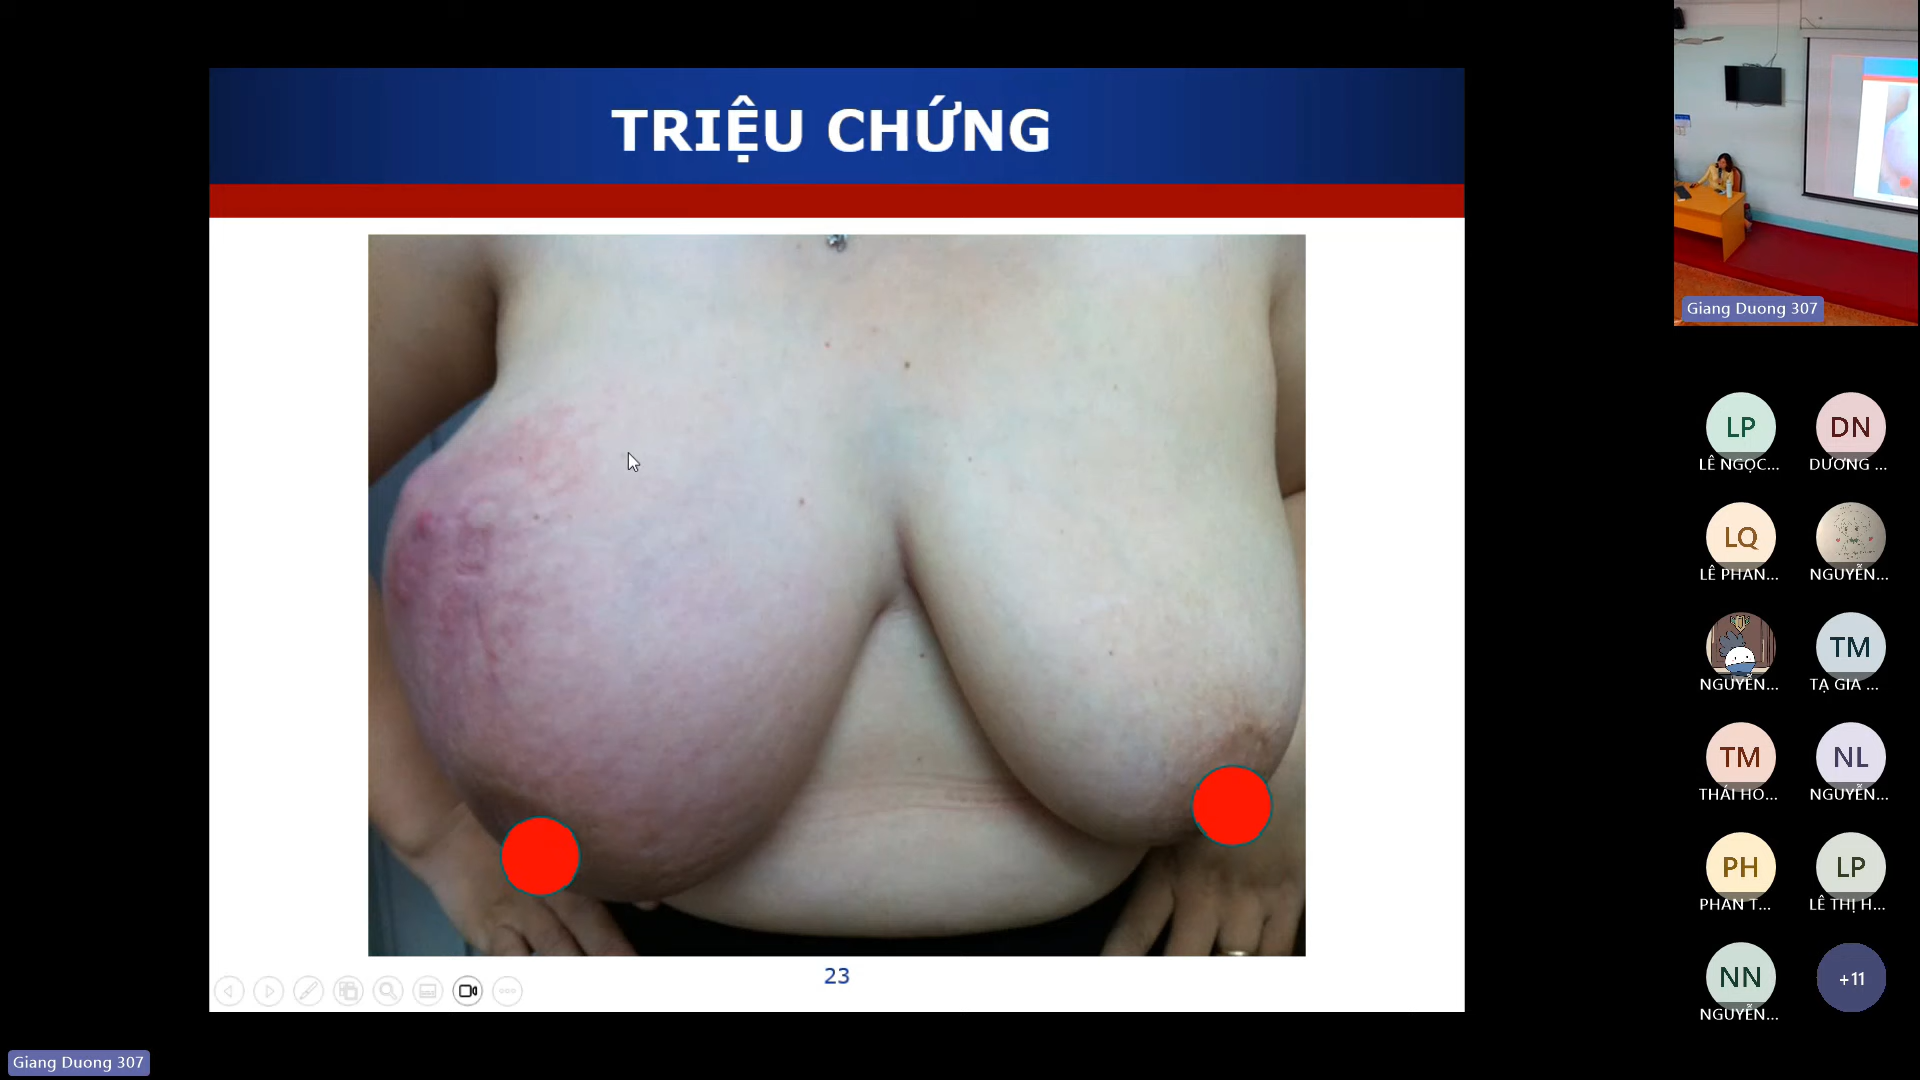 TRIỆU CHỨNG
23
Giang Duong 307
LP
LÊ NGỌC...
DN
DƯƠNG ...
LQ
LÊ PHAN...
NGUYỄN...
NGUYỄN...
TM
TẠ GIA ...
TM
THÁI HO...
NL
NGUYỄN...
PH
PHAN T...
LP
LÊ THỊ H...
NN
NGUYỄN...
+11
Giang Duong 307